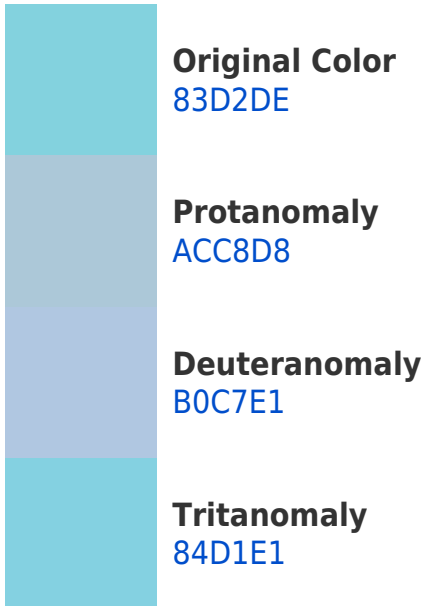 Original Color
83D2DE
Protanomaly
ACC8D8
Deuteranomaly
B0C7E1
Tritanomaly
84D1E1